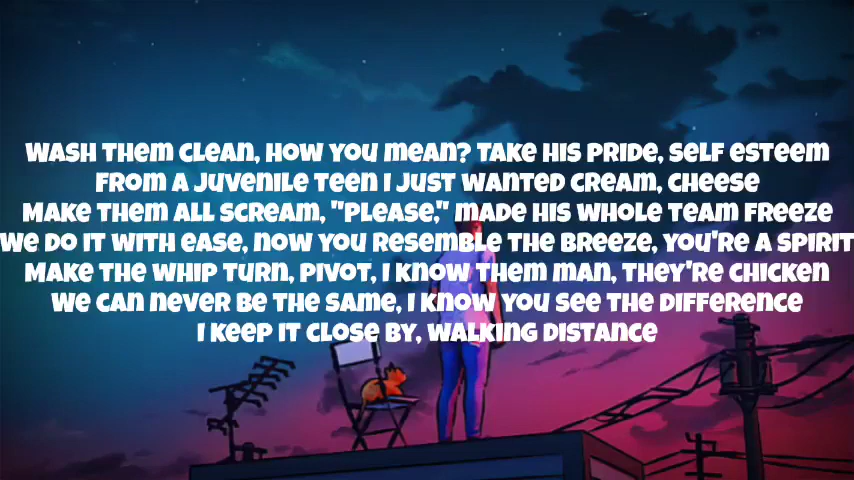 Wash them clean, how you mean? Take his pride, self esteem
From a juvenile teen I just wanted cream, cheese
Make them all scream, "Please," made his whole team freeze
We do it with ease, now you resemble the breeze, you're a spirit
Make the whip turn, pivot, I know them man, they're chicken
We can never be the same, I know you see the difference
I keep it close by, walking distance